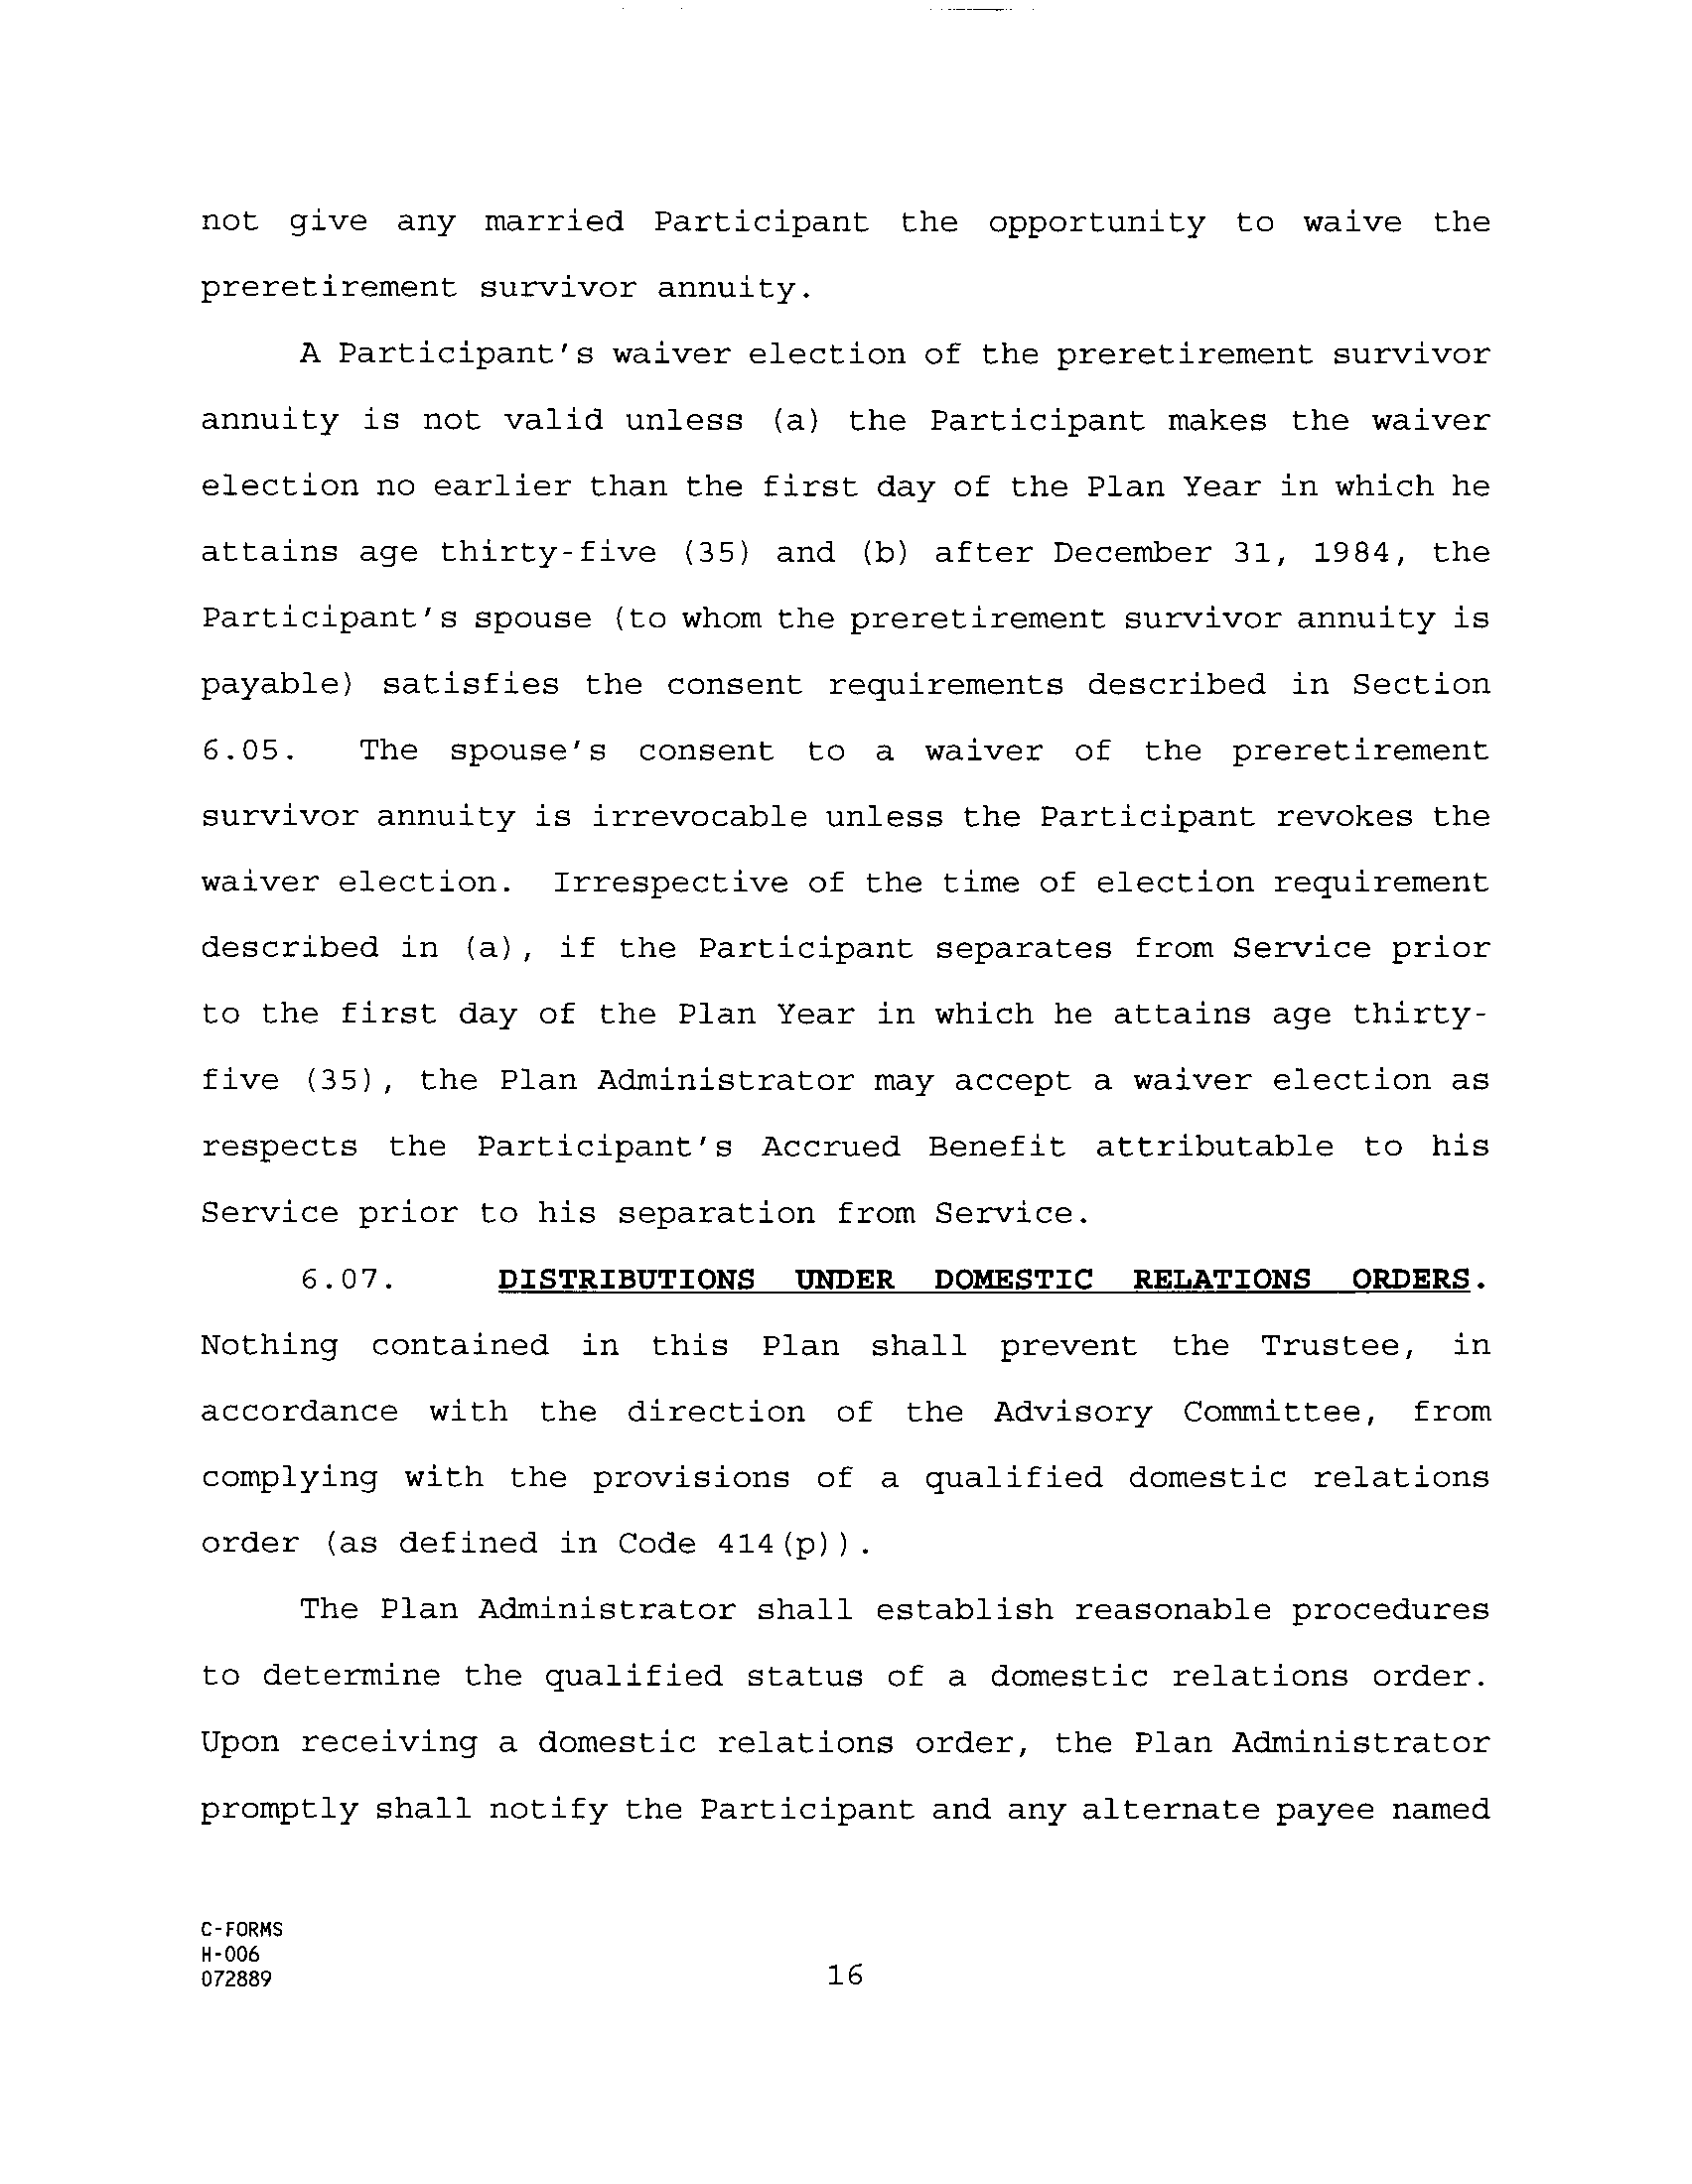 not give any married Participant the opportunity to waive the
preretirement survivor annuity.
A Participant's waiver election of the preretirement survivor
annuity is not valid unless (a) the Participant makes the waiver
election no earlier than the first day of the Plan Year in which he
attains age thirty-five (35) and (b) after December 31, 1984, the
Participant's spouse (to whom the preretirement survivor annuity is
payable) satisfies the consent requirements described in Section
6.05. The spouse's consent to a waiver of the preretirement
survivor annuity is irrevocable unless the Participant revokes the
waiver election. Irrespective of the time of election requirement
described in (a), if the Participant separates from Service prior
to the first day of the Plan Year in which he attains age thirty-
five (35), the Plan Administrator may accept a waiver election as
respects the Participant's Accrued Benefit attributable to his
Service prior to his separation from Service.
6.07. DISTRIBUTIONS UNDER DOMESTIC RELATIONS ORDERS.
Nothing contained in this Plan shall prevent the Trustee, in
accordance with the direction of the Advisory Committee, from
complying with the provisions of a qualified domestic relations
order (as defined in Code 414(p)).
The Plan Administrator shall establish reasonable procedures
to determine the qualified status of a domestic relations order.
Upon receiving a domestic relations order, the Plan Administrator
promptly shall notify the Participant and any alternate payee named
C-FORMS
H-006
072889
16